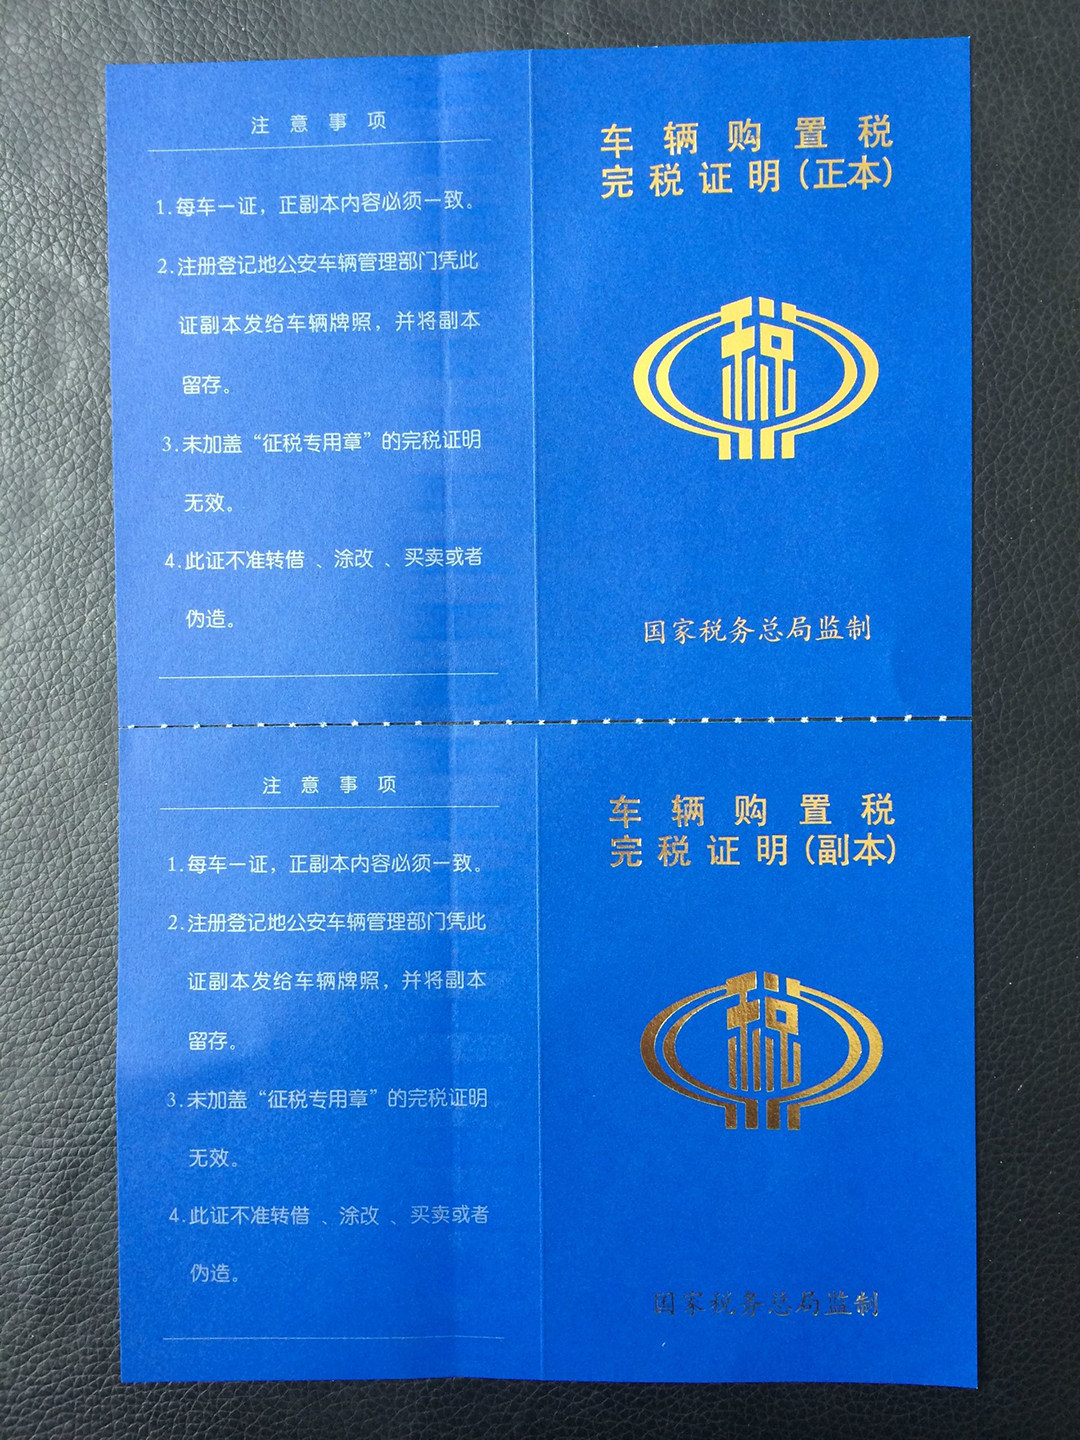 注意事项
1.每车一证，正副本内容必须一致。
2.注册登记地公安车辆管理部门凭此
证副本发给车辆牌照，并将副本
留存。
3.未加盖“征税专用章”的完税证明
无效。
4.此证不准转借、涂改、买卖或者
伪造。
车辆购置税
完税证明(正本)
税
国家税务总局监制
注意事项
1.每车一证，正副本内容必须一致。
2.注册登记地公安车辆管理部门凭此
证副本发给车辆牌照，并将副本
留存。
3.未加盖“征税专用章”的完税证明
无效。
4.此证不准转借、涂改、买卖或者
伪造。
车辆购置税
完税证明(副本)
税
国家税务总局监制